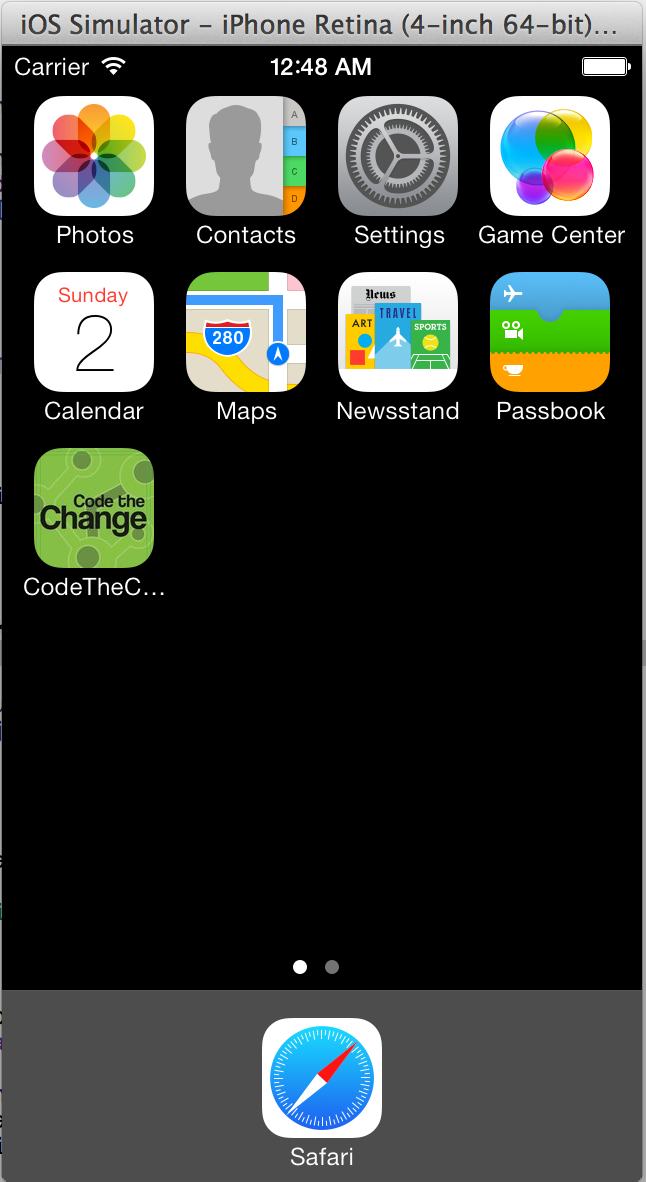 iOS Simulator - iPhone Retina (4-inch 64-bit)...
Carrier 12:48 AM
A
B
C
D
Photos Contacts Settings Game Center
Sunday
2
280
News
ART TRAVEL SPORTS
Calendar Maps Newsstand Passbook
Code the
Change
CodeTheC...
Safari